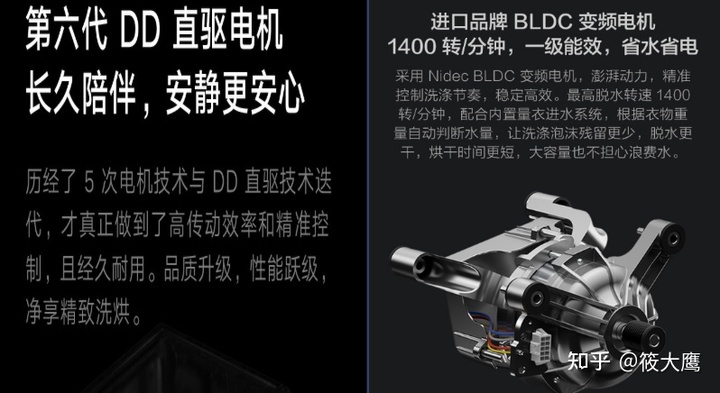 第六代 DD 直驱电机
长久陪伴，安静更安心
历经了 5 次电机技术与 DD 直驱技术迭
代，才真正做到了高传动效率和精准控
制，且经久耐用。品质升级，性能跃级，
净享精致洗烘。
进口品牌 BLDC 变频电机
1400 转/分钟，一级能效，省水省电
采用 Nidec BLDC 变频电机，澎湃动力，精准
控制洗涤节奏，稳定高效。最高脱水转速 1400
转/分钟，配合内置量衣进水系统，根据衣物重
量自动判断水量，让洗涤泡沫残留更少，脱水更
干，烘干时间更短，大容量也不担心浪费水。
知乎 @筱大鹰